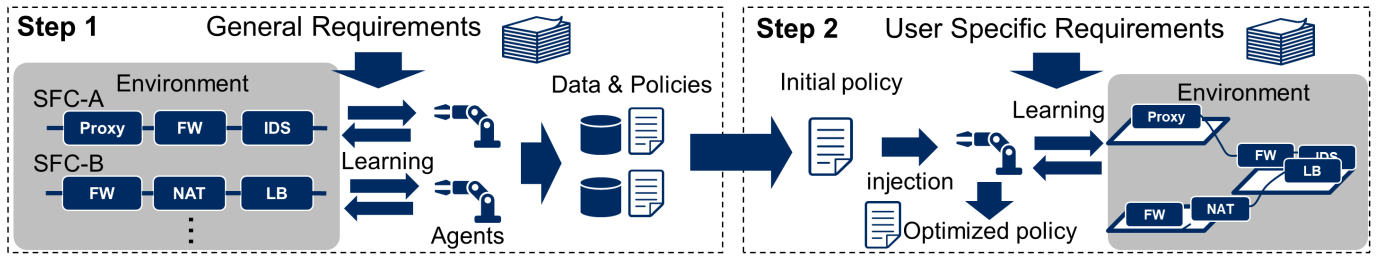 Step 1
General Requirements
Environment
SFC-A
Proxy
FW
IDS
SFC-B
FW
NAT
LB
Learning
Agents
Data & Policies
Step 2
User Specific Requirements
Initial policy
injection
Learning
Optimized policy
Environment
Proxy
FW
IDS
LB
FW
NAT